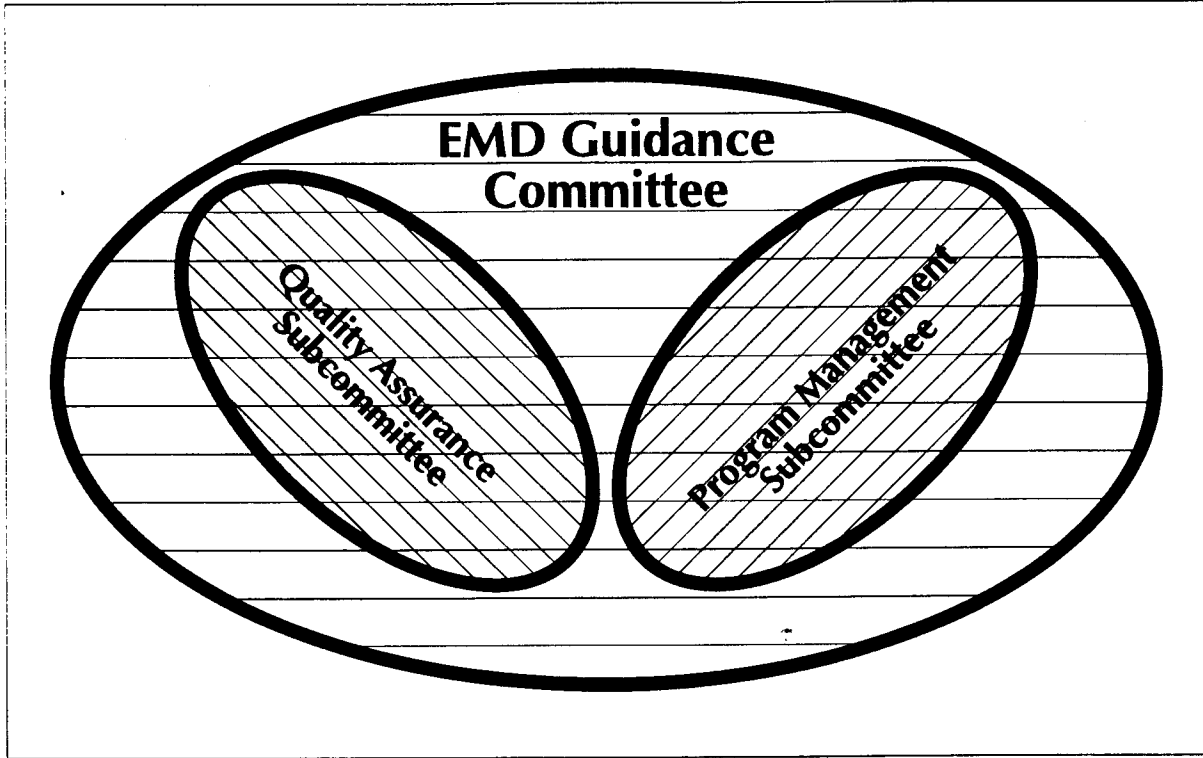 EMD Guidance
Committee
Quality Assurance
Subcommittee
Program Management
Subcommittee